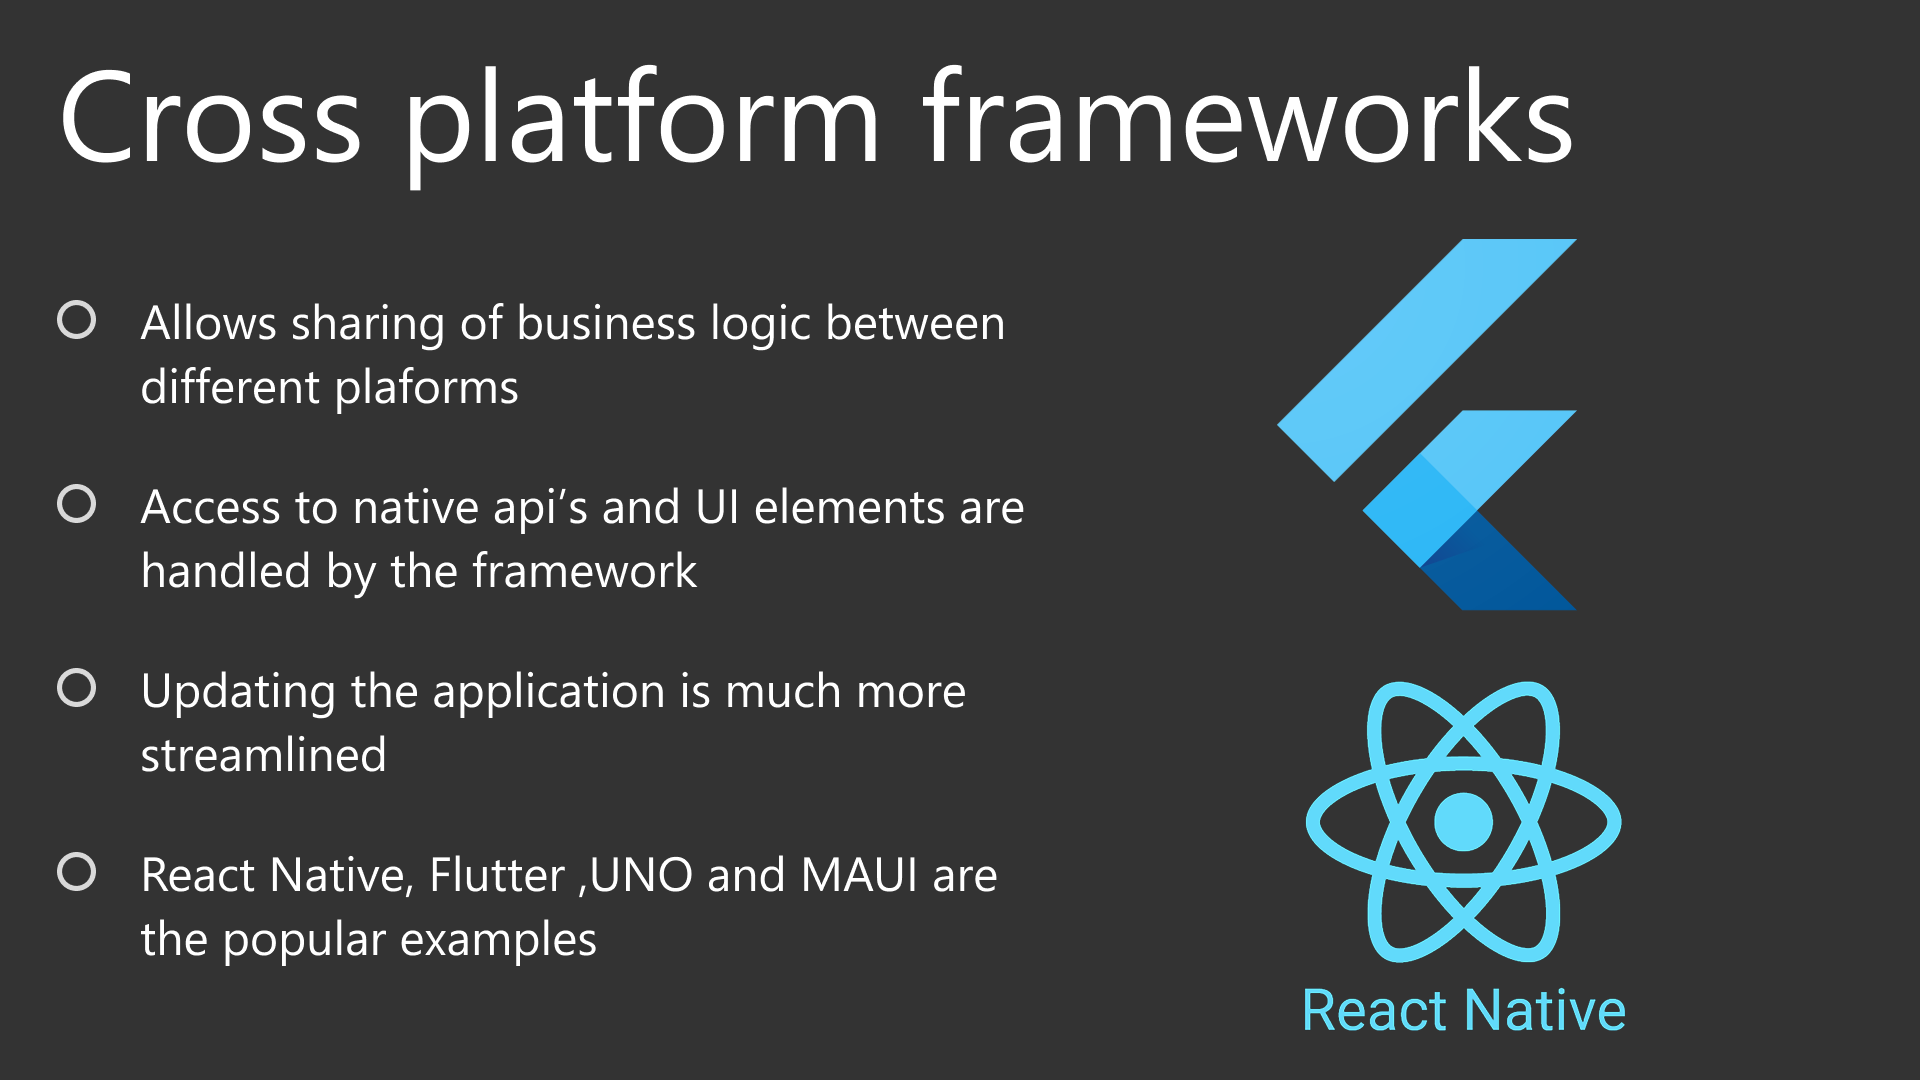 Cross platform frameworks
Allows sharing of business logic between
different plaforms
Access to native api’s and UI elements are
handled by the framework
Updating the application is much more
streamlined
React Native, Flutter ,UNO and MAUI are
the popular examples
React Native